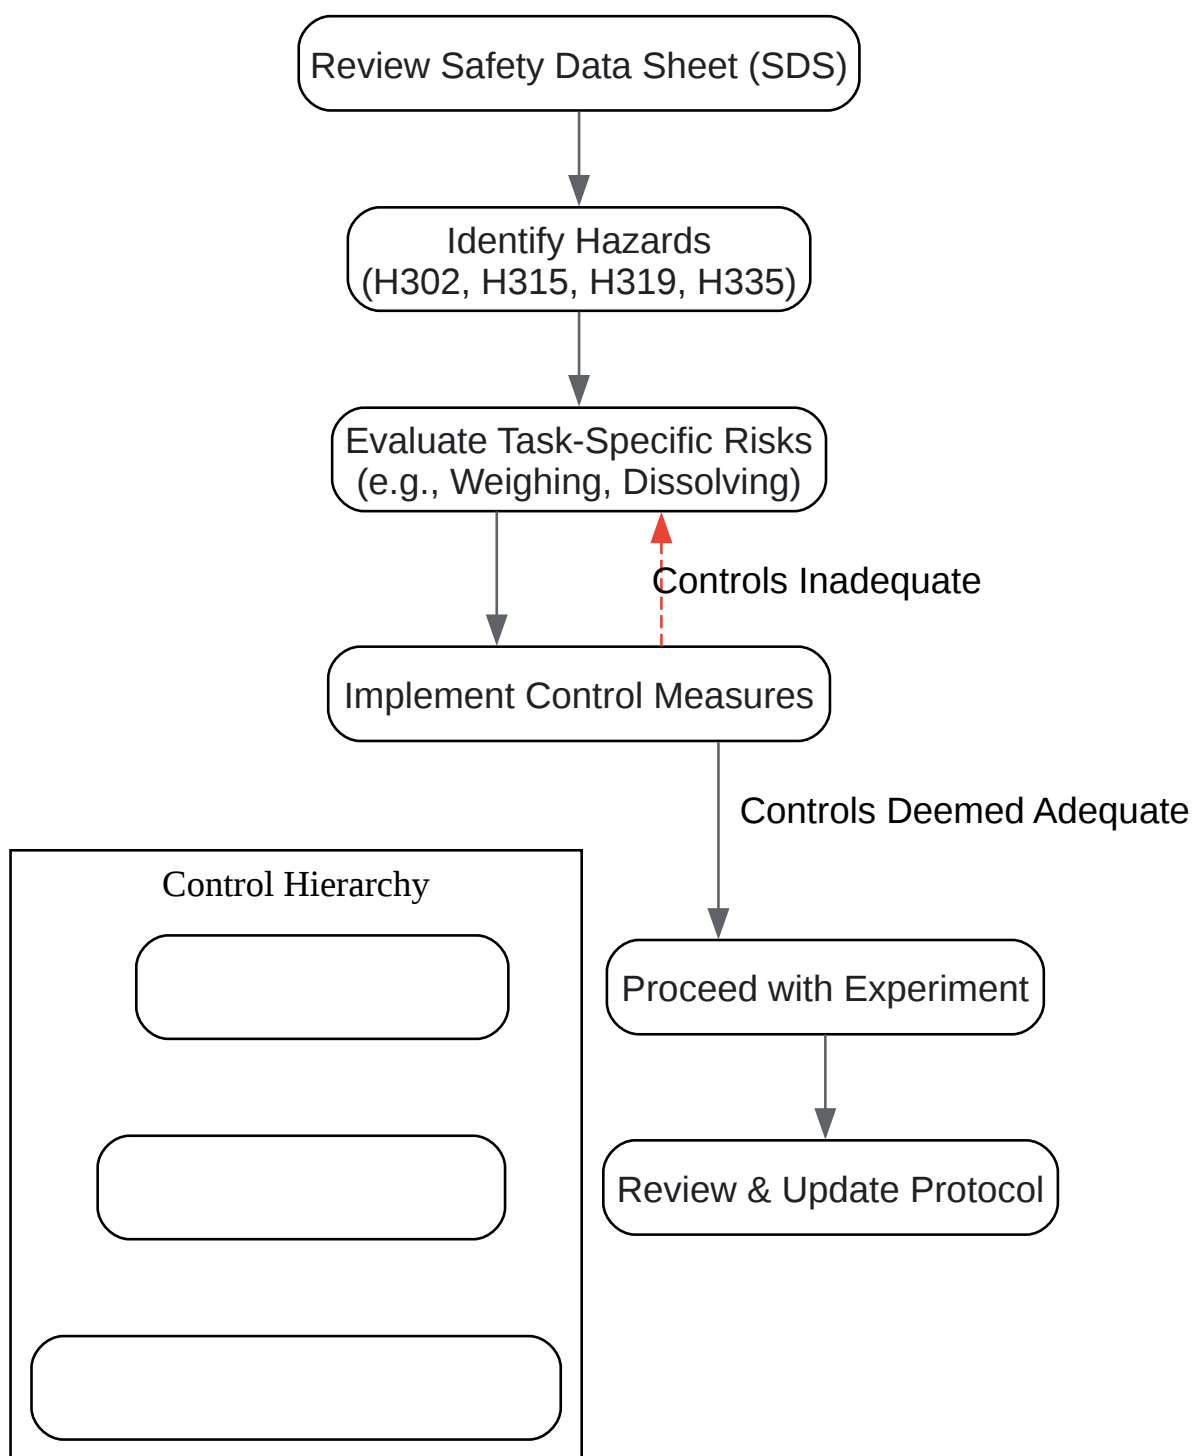 Review Safety Data Sheet (SDS)
Identify Hazards
(H302, H315, H319, H335)
Evaluate Task-Specific Risks
(e.g., Weighing, Dissolving)
Controls Inadequate
Implement Control Measures
Controls Deemed Adequate
Control Hierarchy
Proceed with Experiment
Review & Update Protocol